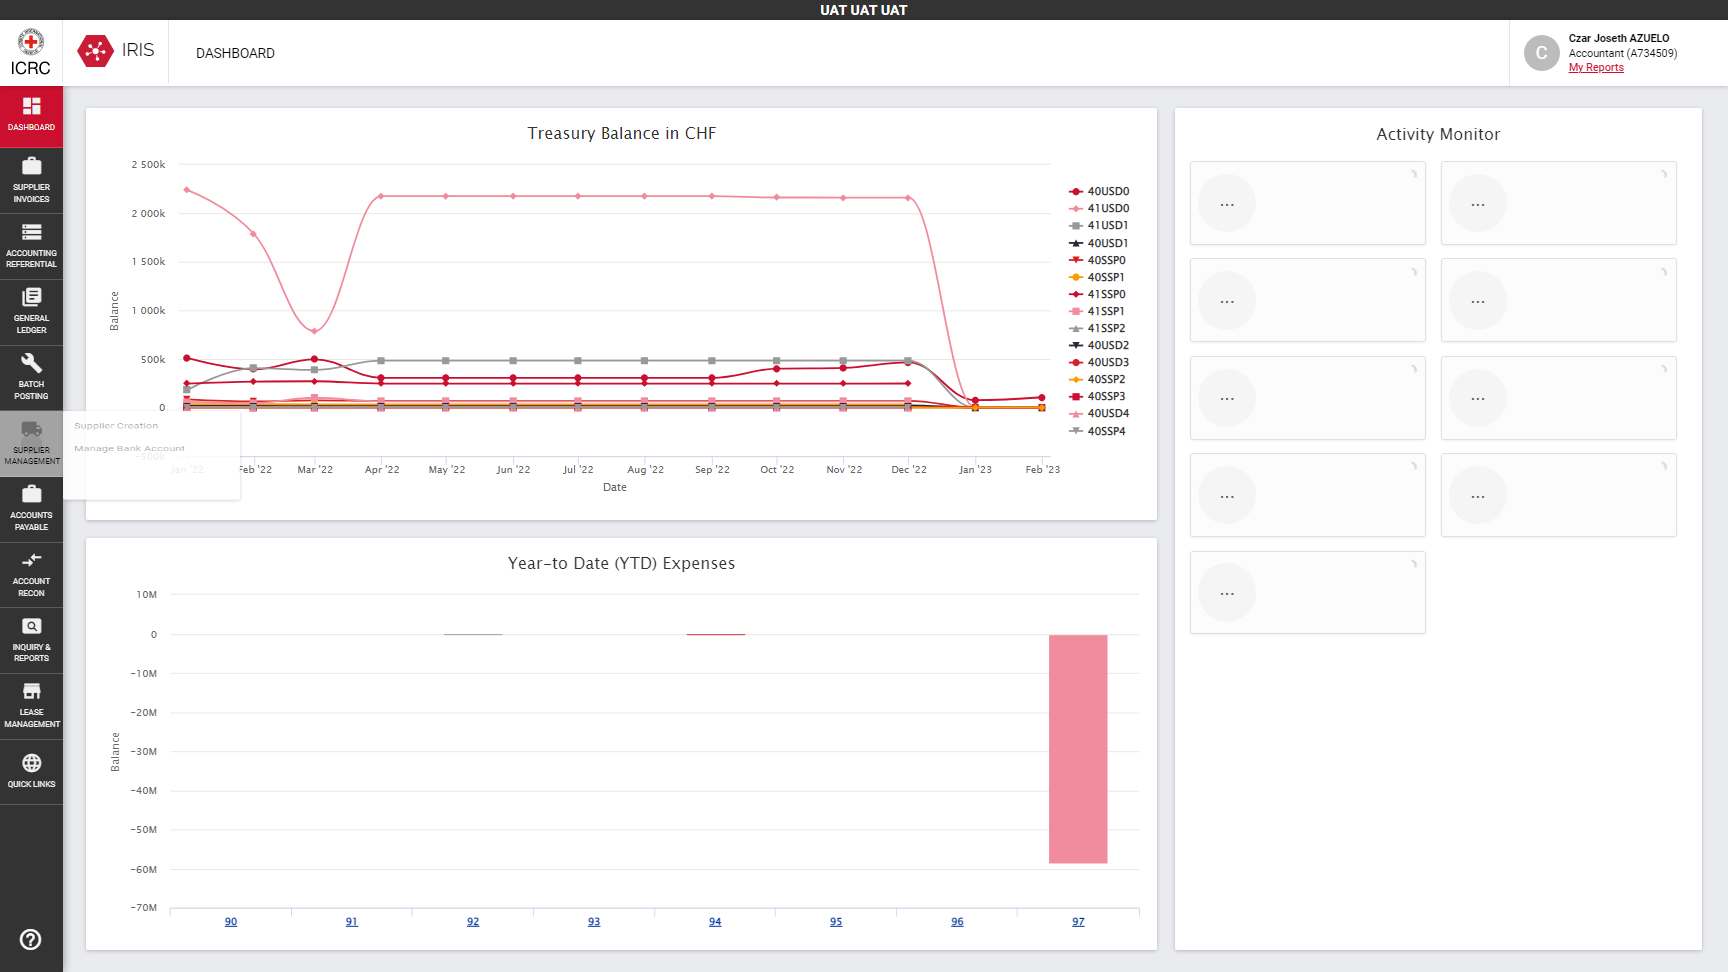 UAT UAT UAT
ICRC
IRIS
DASHBOARD
Czar Joseth AZUELO
Accountant (A734509)
My Reports
DASHBOARD
SUPPLIER
INVOICES
ACCOUNTING
REFERENTIAL
GENERAL
LEDGER
BATCH
POSTING
SUPPLIER
MANAGEMENT
ACCOUNTS
PAYABLE
ACCOUNT
RECON
INQUIRY &
REPORTS
LEASE
MANAGEMENT
QUICK LINKS
Supplier Creation
Manage Bank Account
Treasury Balance in CHF
Balance
2 500k
2 000k
1 500k
1 000k
500k
0
-500k
Jan '22
Feb '22
Mar '22
Apr '22
May '22
Jun '22
Jul '22
Aug '22
Sep '22
Oct '22
Nov '22
Dec '22
Jan '23
Feb '23
Date
40USD0
41USD0
41USD1
40USD1
40SSP0
40SSP1
41SSP0
41SSP1
41SSP2
40USD2
40USD3
40SSP2
40SSP3
40USD4
40SSP4
Year-to Date (YTD) Expenses
Balance
10M
0
-10M
-20M
-30M
-40M
-50M
-60M
-70M
90
91
92
93
94
95
96
97
Activity Monitor
...
...
...
...
...
...
...
...
...